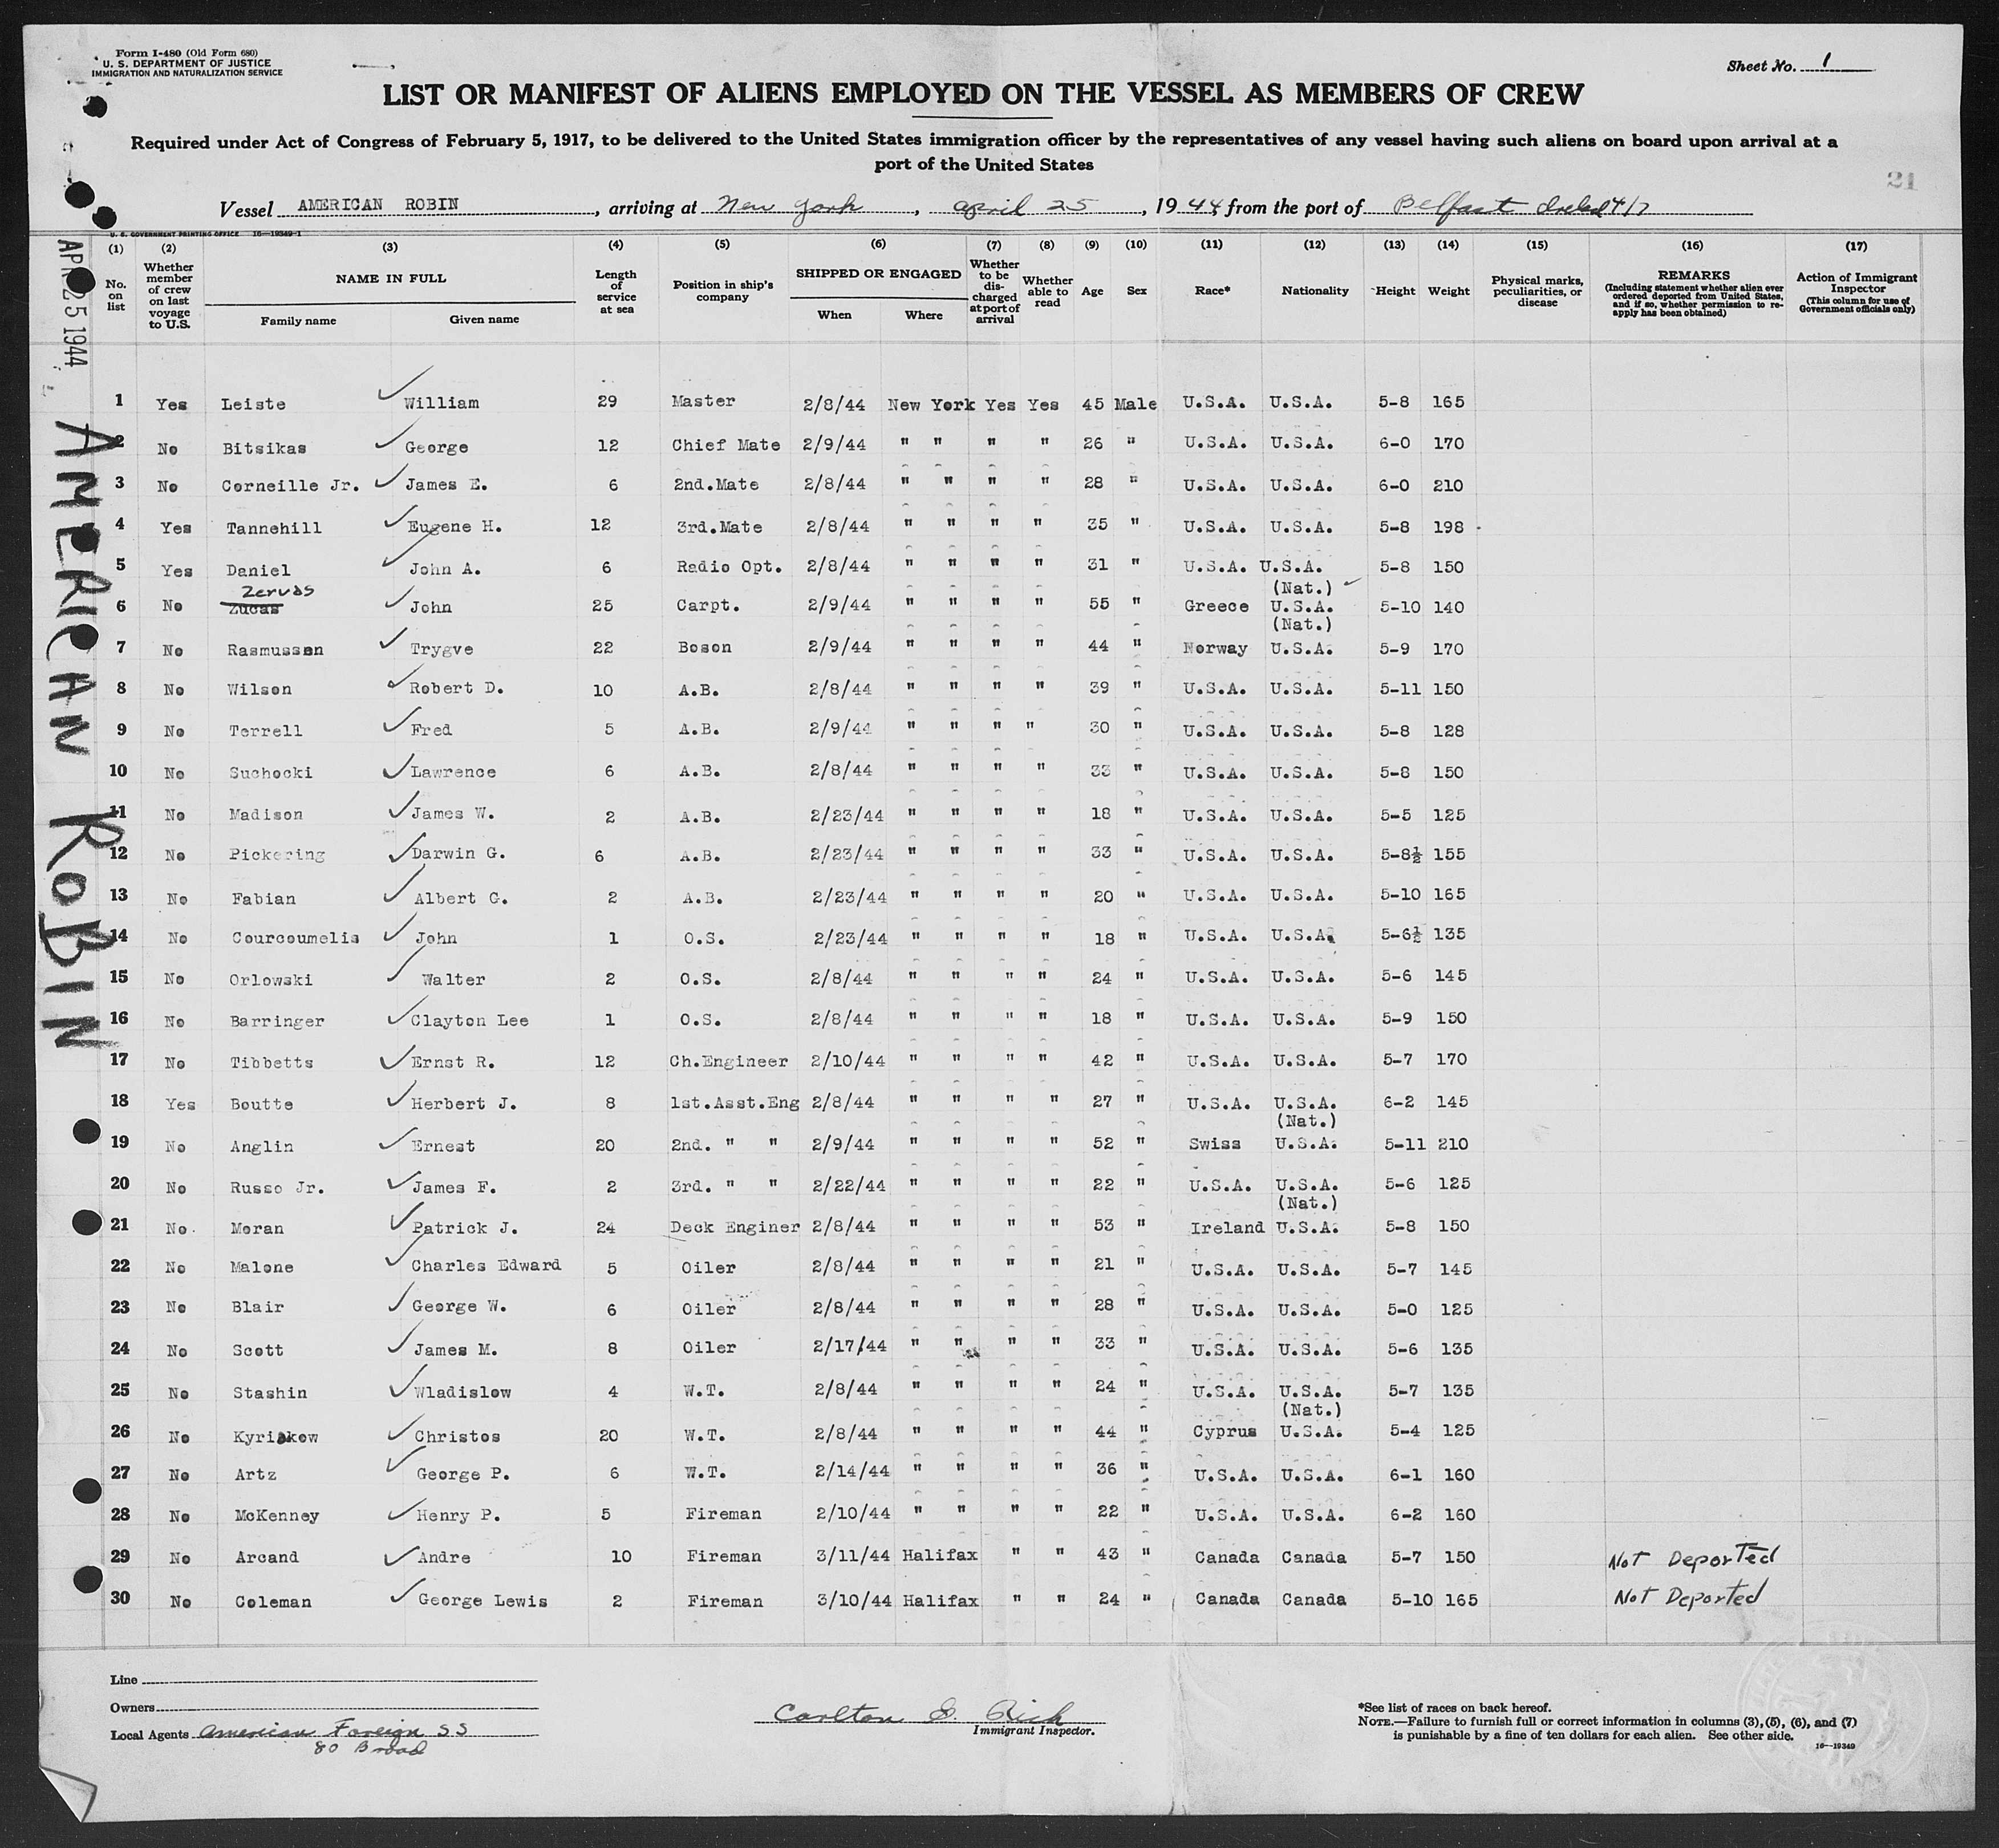 Form I-480 (Old Form 680)
U. S. DEPARTMENT OF JUSTICE
IMMIGRATION AND NATURALIZATION SERVICE
Sheet No. 1
LIST OR MANIFEST OF ALIENS EMPLOYED ON THE VESSEL AS MEMBERS OF CREW
Required under Act of Congress of February 5, 1917, to be delivered to the United States immigration officer by the representatives of any vessel having such aliens on board upon arrival at a
port of the United States
21
Vessel AMERICAN ROBIN, arriving at New York, April 25, 1944 from the port of Belfast Ireland 4/7
U. S. GOVERNMENT PRINTING OFFICE 16—19349-1
APR 25 1944
AMERICAN ROBIN
(1) (2) (3) (4) (5) (6) (7) (8) (9) (10) (11) (12) (13) (14) (15) (16) (17)
No. on list
Whether member of crew on last voyage to U.S.
NAME IN FULL
Family name Given name
Length of service at sea
Position in ship's company
SHIPPED OR ENGAGED
When Where
Whether to be discharged at port of arrival
Whether able to read
Age
Sex
Race*
Nationality
Height
Weight
Physical marks, peculiarities, or disease
REMARKS
(Including statement whether alien ever ordered deported from United States, and if so, whether permission to reapply has been obtained)
Action of Immigrant Inspector
(This column for use of Government officials only)
1 Yes Leiste William 29 Master 2/8/44 New York Yes Yes 45 Male U.S.A. U.S.A. 5-8 165
2 No Bitsikas George 12 Chief Mate 2/9/44 " " " " 26 " U.S.A. U.S.A. 6-0 170
3 No Corneille Jr. James E. 6 2nd.Mate 2/8/44 " " " " 28 " U.S.A. U.S.A. 6-0 210
4 Yes Tannehill Eugene H. 12 3rd.Mate 2/8/44 " " " " 35 " U.S.A. U.S.A. 5-8 198
5 Yes Daniel John A. 6 Radio Opt. 2/8/44 " " " " 31 " U.S.A. U.S.A. 5-8 150
Zervas (Nat.)
6 No Zucas John 25 Carpt. 2/9/44 " " " " 55 " Greece U.S.A. 5-10 140
(Nat.)
7 No Rasmussen Trygve 22 Boson 2/9/44 " " " " 44 " Norway U.S.A. 5-9 170
8 No Wilson Robert D. 10 A.B. 2/8/44 " " " " 39 " U.S.A. U.S.A. 5-11 150
9 No Terrell Fred 5 A.B. 2/9/44 " " " " 30 " U.S.A. U.S.A. 5-8 128
10 No Suchocki Lawrence 6 A.B. 2/8/44 " " " " 33 " U.S.A. U.S.A. 5-8 150
11 No Madison James W. 2 A.B. 2/23/44 " " " " 18 " U.S.A. U.S.A. 5-5 125
12 No Pickering Darwin G. 6 A.B. 2/23/44 " " " " 33 " U.S.A. U.S.A. 5-8½ 155
13 No Fabian Albert G. 2 A.B. 2/23/44 " " " " 20 " U.S.A. U.S.A. 5-10 165
14 No Courcoumelis John 1 O.S. 2/23/44 " " " " 18 " U.S.A. U.S.A. 5-6½ 135
15 No Orlowski Walter 2 O.S. 2/8/44 " " " " 24 " U.S.A. U.S.A. 5-6 145
16 No Barringer Clayton Lee 1 O.S. 2/8/44 " " " " 18 " U.S.A. U.S.A. 5-9 150
17 No Tibbetts Ernst R. 12 Ch.Engineer 2/10/44 " " " " 42 " U.S.A. U.S.A. 5-7 170
18 Yes Boutte Herbert J. 8 1st.Asst.Eng 2/8/44 " " " " 27 " U.S.A. U.S.A. 6-2 145
(Nat.)
19 No Anglin Ernest 20 2nd. " " 2/9/44 " " " " 52 " Swiss U.S.A. 5-11 210
20 No Russo Jr. James F. 2 3rd. " " 2/22/44 " " " " 22 " U.S.A. U.S.A. 5-6 125
(Nat.)
21 No. Moran Patrick J. 24 Deck Enginer 2/8/44 " " " " 53 " Ireland U.S.A. 5-8 150
22 No Malone Charles Edward 5 Oiler 2/8/44 " " " " 21 " U.S.A. U.S.A. 5-7 145
23 No Blair George W. 6 Oiler 2/8/44 " " " " 28 " U.S.A. U.S.A. 5-0 125
24 No Scott James M. 8 Oiler 2/17/44 " " " " 33 " U.S.A. U.S.A. 5-6 135
25 No Stashin Wladislow 4 W.T. 2/8/44 " " " " 24 " U.S.A. U.S.A. 5-7 135
(Nat.)
26 No Kyriakow Christos 20 W.T. 2/8/44 " " " " 44 " Cyprus U.S.A. 5-4 125
27 No Artz George P. 6 W.T. 2/14/44 " " " " 36 " U.S.A. U.S.A. 6-1 160
28 No McKenney Henry P. 5 Fireman 2/10/44 " " " " 22 " U.S.A. U.S.A. 6-2 160
29 No Arcand Andre 10 Fireman 3/11/44 Halifax " " 43 " Canada Canada 5-7 150 Not Deported
30 No Coleman George Lewis 2 Fireman 3/10/44 Halifax " " 24 " Canada Canada 5-10 165 Not Deported
Line
Owners
Local Agents American Foreign SS
80 Broad
Carlton G. Rich
Immigrant Inspector.
*See list of races on back hereof.
NOTE.—Failure to furnish full or correct information in columns (3), (5), (6), and (7)
is punishable by a fine of ten dollars for each alien. See other side.
16—19349